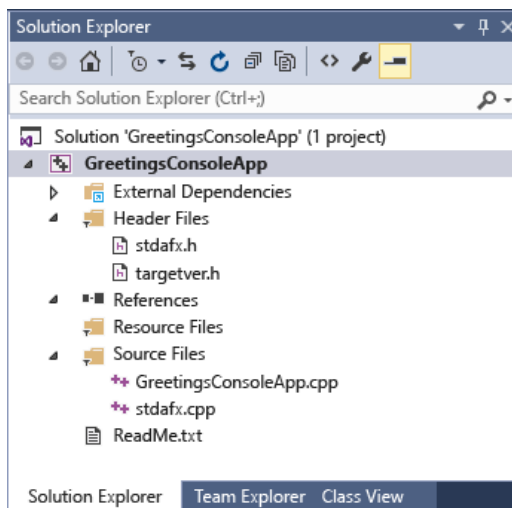 Solution Explorer
Search Solution Explorer (Ctrl+;)
Solution 'GreetingsConsoleApp' (1 project)
GreetingsConsoleApp
External Dependencies
Header Files
stdafx.h
targetver.h
References
Resource Files
Source Files
GreetingsConsoleApp.cpp
stdafx.cpp
ReadMe.txt
Solution Explorer Team Explorer Class View